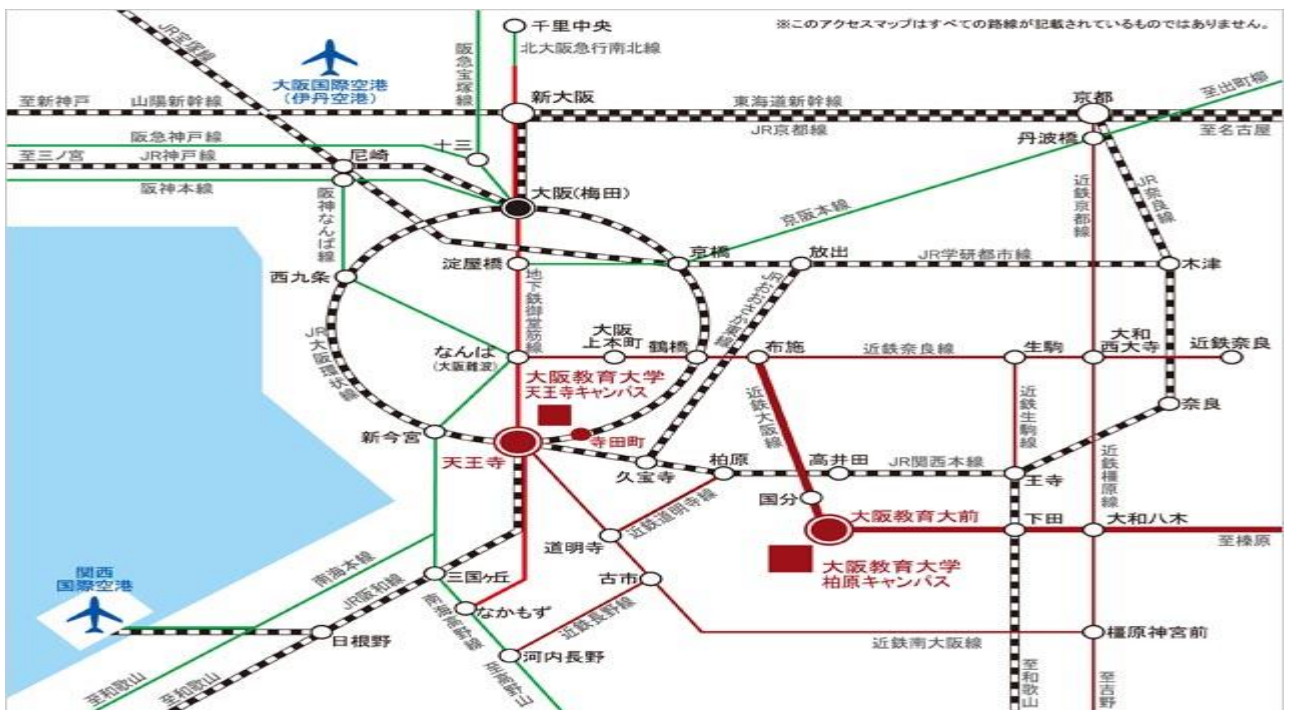 ※このアクセスマップはすべての路線が記載されているものではありません。
千里中央
北大阪急行南北線
JR宝塚線
阪急宝塚線
大阪国際空港
(伊丹空港)
至新神戸
山陽新幹線
新大阪
東海道新幹線
京都
至出町柳
JR京都線
至名古屋
阪急神戸線
十三
丹波橋
至三ノ宮
JR神戸線
尼崎
阪神本線
大阪(梅田)
阪神なんば線
京阪本線
近鉄京都線
JR奈良線
西九条
淀屋橋
京橋
放出
JR学研都市線
木津
地下鉄御堂筋線
JRおおさか東線
JR大阪環状線
なんば
(大阪難波)
大阪
上本町
鶴橋
布施
近鉄奈良線
生駒
大和
西大寺
近鉄奈良
大阪教育大学
天王寺キャンパス
近鉄大阪線
近鉄生駒線
奈良
新今宮
寺田町
天王寺
久宝寺
柏原
高井田
JR関西本線
王寺
近鉄橿原線
国分
近鉄道明寺線
大阪教育大前
下田
大和八木
至榛原
道明寺
大阪教育大学
柏原キャンパス
関西
国際空港
南海本線
三国ヶ丘
古市
JR阪和線
なかもず
南海高野線
近鉄長野線
日根野
河内長野
近鉄南大阪線
橿原神宮前
至和歌山
至和歌山
至高野山
至和歌山
至吉野